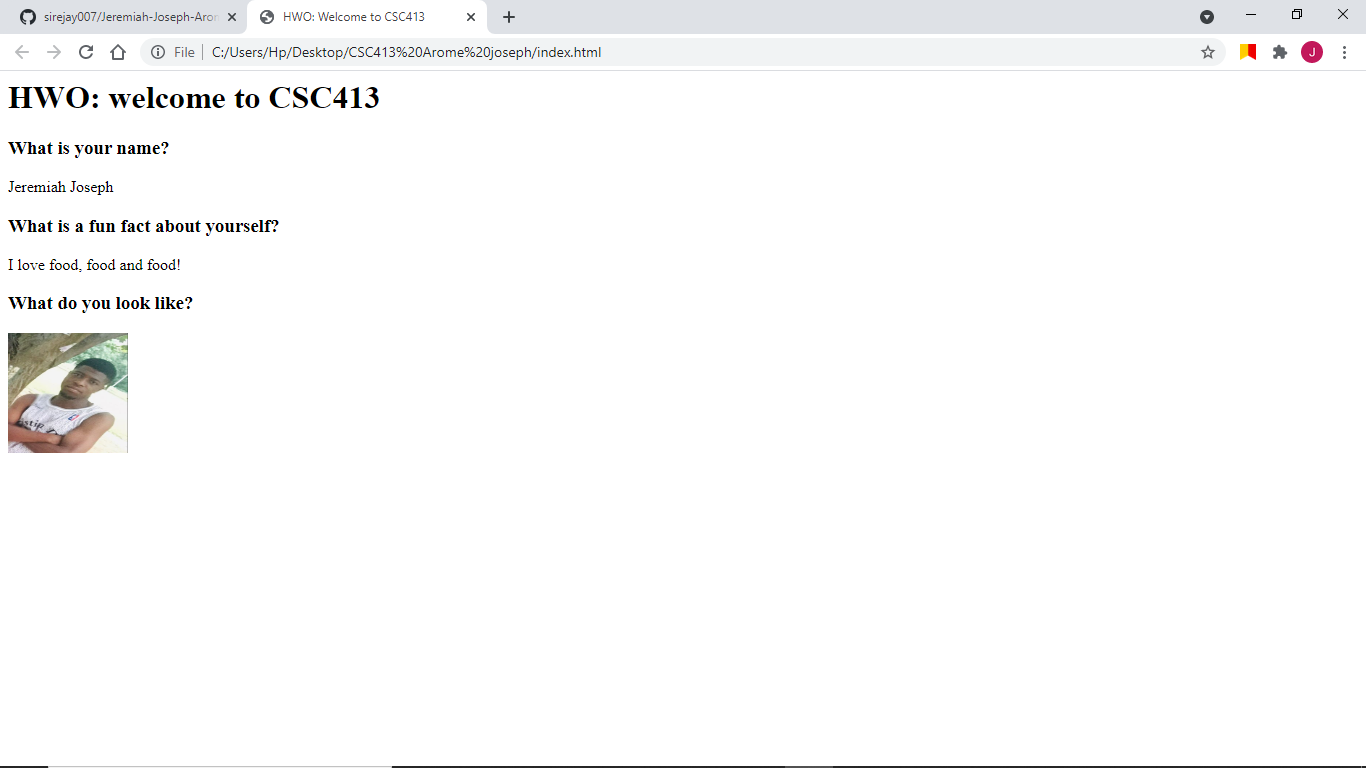 sirejay007/Jeremiah-Joseph-Aror
HWO: Welcome to CSC413
File
C:/Users/Hp/Desktop/CSC413%20Arome%20joseph/index.html
J
HWO: welcome to CSC413
What is your name?
Jeremiah Joseph
What is a fun fact about yourself?
I love food, food and food!
What do you look like?